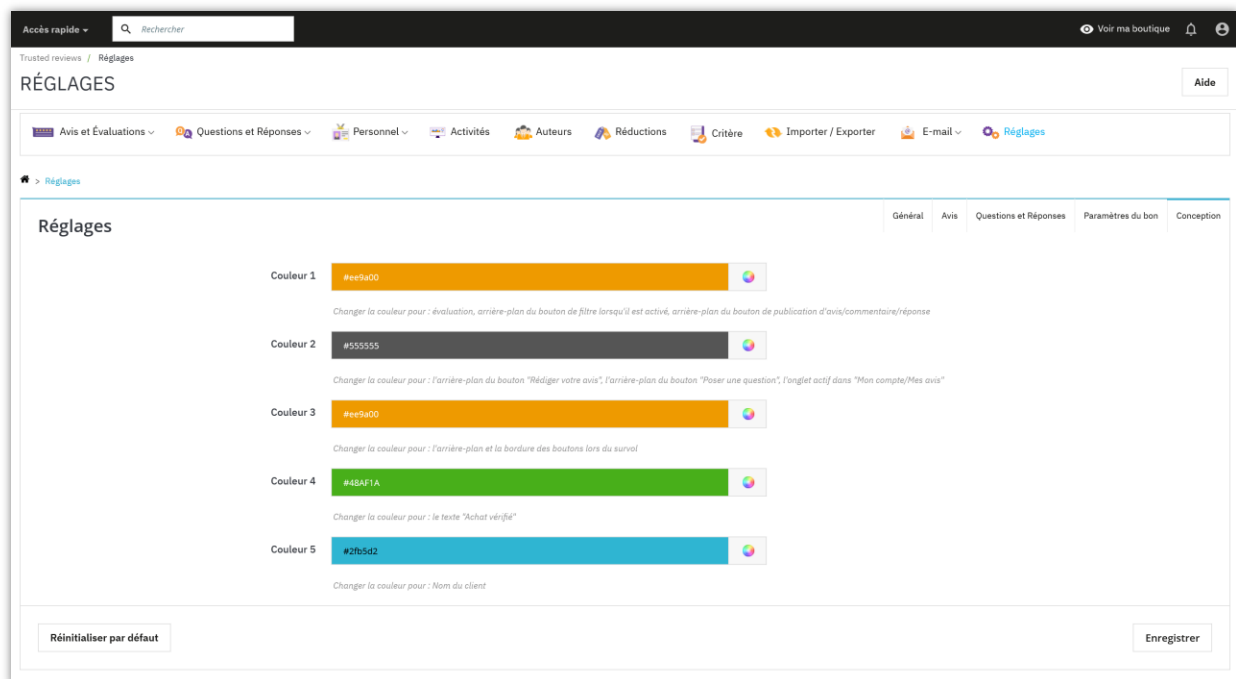 Accès rapide
Rechercher
Voir ma boutique
Trusted reviews / Réglages
RÉGLAGES
Aide
Avis et Évaluations
Questions et Réponses
Personnel
Activités
Auteurs
Réductions
Critère
Importer / Exporter
E-mail
Réglages
> Réglages
Réglages
Général
Avis
Questions et Réponses
Paramètres du bon
Conception
Couleur 1
#ee9a00
Changer la couleur pour : évaluation, arrière-plan du bouton de filtre lorsqu'il est activé, arrière-plan du bouton de publication d'avis/commentaire/réponse
Couleur 2
#555555
Changer la couleur pour : l'arrière-plan du bouton "Rédiger votre avis", l'arrière-plan du bouton "Poser une question", l'onglet actif dans "Mon compte/Mes avis"
Couleur 3
#ee9a00
Changer la couleur pour : l'arrière-plan et la bordure des boutons lors du survol
Couleur 4
#48AF1A
Changer la couleur pour : le texte "Achat vérifié"
Couleur 5
#2fb5d2
Changer la couleur pour : Nom du client
Réinitialiser par défaut
Enregistrer